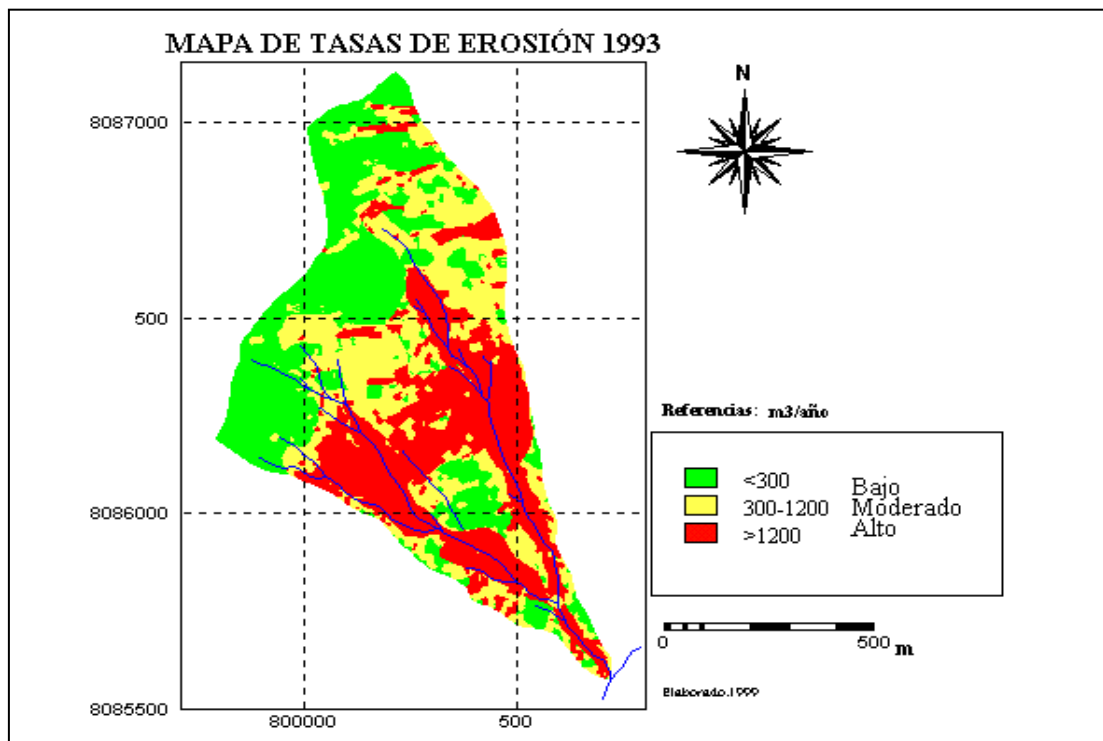 MAPA DE TASAS DE EROSIÓN 1993
N
8087000
500
8086000
8085500
800000
500
Referencias: m3/año
<300 Bajo
300-1200 Moderado
>1200 Alto
0
500 m
Elaborado.1999